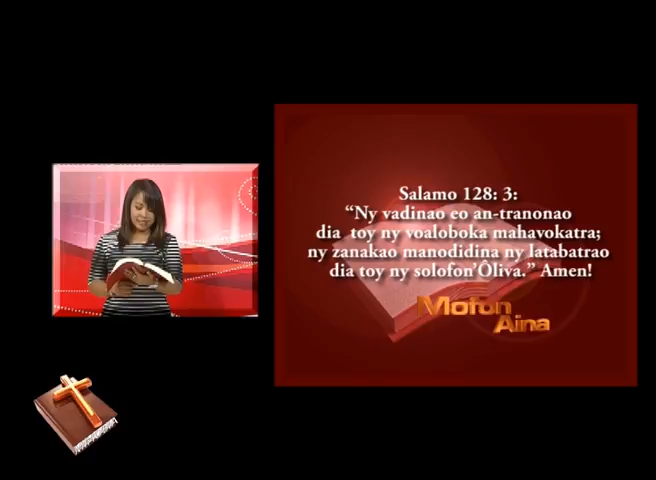 Salamo 128: 3:
“Ny vadinao eo an-tranonao
dia toy ny voaloboka mahavokatra;
ny zanakao manodidina ny latabatrao
dia toy ny solofon’Ôliva.” Amen!
Mofon
Aina